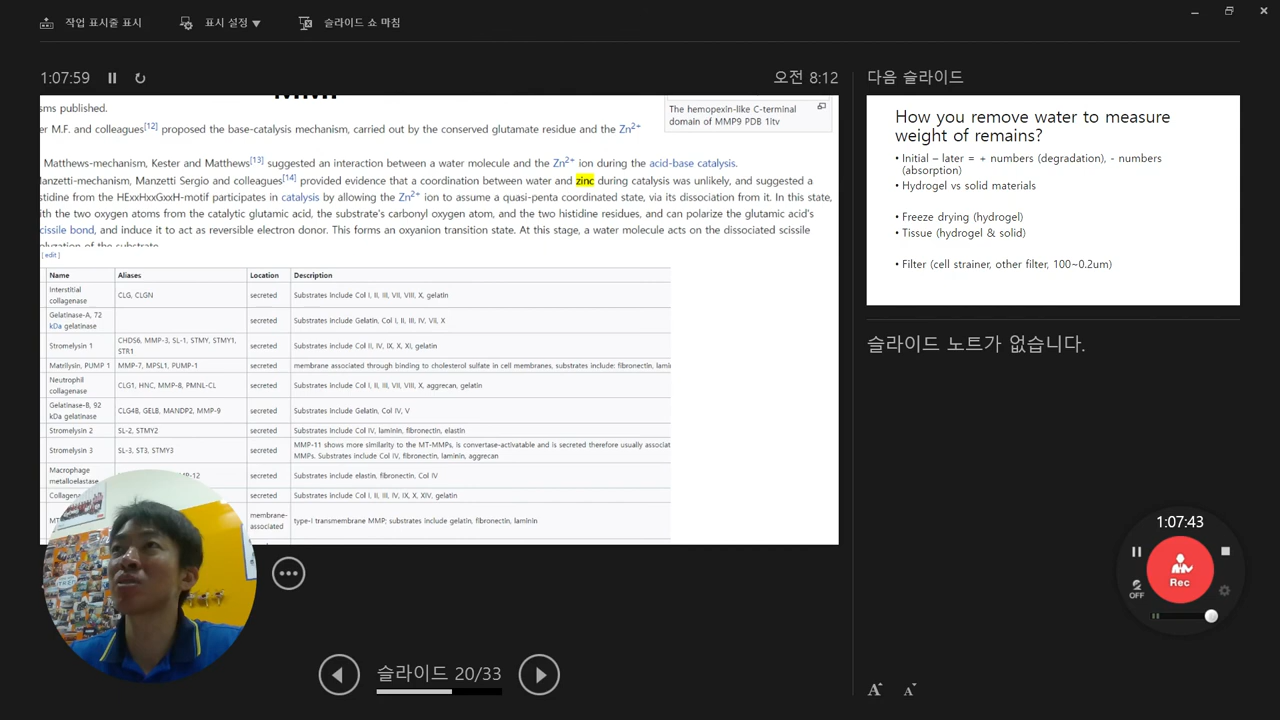 작업 표시줄 표시
표시 설정 ▼
슬라이드 쇼 마침
1:07:59
오전 8:12
다음 슬라이드
sms published.
er M.F. and colleagues[12] proposed the base-catalysis mechanism, carried out by the conserved glutamate residue and the Zn2+
Matthews-mechanism, Kester and Matthews[13] suggested an interaction between a water molecule and the Zn2+ ion during the acid-base catalysis.
lanzetti-mechanism, Manzetti Sergio and colleagues[14] provided evidence that a coordination between water and zinc during catalysis was unlikely, and suggested a
stidine from the HExxHxxGxxH-motif participates in catalysis by allowing the Zn2+ ion to assume a quasi-penta coordinated state, via its dissociation from it. In this state,
ith the two oxygen atoms from the catalytic glutamic acid, the substrate's carbonyl oxygen atom, and the two histidine residues, and can polarize the glutamic acid's
cissile bond, and induce it to act as reversible electron donor. This forms an oxyanion transition state. At this stage, a water molecule acts on the dissociated scissile
of the substrate
The hemopexin-like C-terminal
domain of MMP9 PDB 1itv
[ edit ]
Name Aliases Location Description
Interstitial collagenase CLG, CLGN secreted Substrates include Col I, II, III, VII, VIII, X, gelatin
Gelatinase-A, 72 kDa gelatinase secreted Substrates include Gelatin, Col I, II, III, IV, VII, X
Stromelysin 1 CHDS6, MMP-3, SL-1, STMY, STMY1, STR1 secreted Substrates include Col II, IV, IX, X, XI, gelatin
Matrilysin, PUMP 1 MMP-7, MPSL1, PUMP-1 secreted membrane associated through binding to cholesterol sulfate in cell membranes, substrates include: fibronectin, lami
Neutrophil collagenase CLG1, HNC, MMP-8, PMNL-CL secreted Substrates include Col I, II, III, VII, VIII, X, aggrecan, gelatin
Gelatinase-B, 92 kDa gelatinase CLG4B, GELB, MANDP2, MMP-9 secreted Substrates include Gelatin, Col IV, V
Stromelysin 2 SL-2, STMY2 secreted Substrates include Col IV, laminin, fibronectin, elastin
Stromelysin 3 SL-3, ST3, STMY3 secreted MMP-11 shows more similarity to the MT-MMPs, is convertase-activatable and is secreted therefore usually associat
MMPs. Substrates include Col IV, fibronectin, laminin, aggrecan
Macrophage metalloelastase -12 secreted Substrates include elastin, fibronectin, Col IV
Collagena secreted Substrates include Col I, II, III, IV, IX, X, XIV, gelatin
MT membrane-associated type-I transmembrane MMP; substrates include gelatin, fibronectin, laminin
How you remove water to measure
weight of remains?
• Initial – later = + numbers (degradation), - numbers
(absorption)
• Hydrogel vs solid materials
• Freeze drying (hydrogel)
• Tissue (hydrogel & solid)
• Filter (cell strainer, other filter, 100~0.2um)
슬라이드 노트가 없습니다.
1:07:43
Rec
OFF
슬라이드 20/33
A A